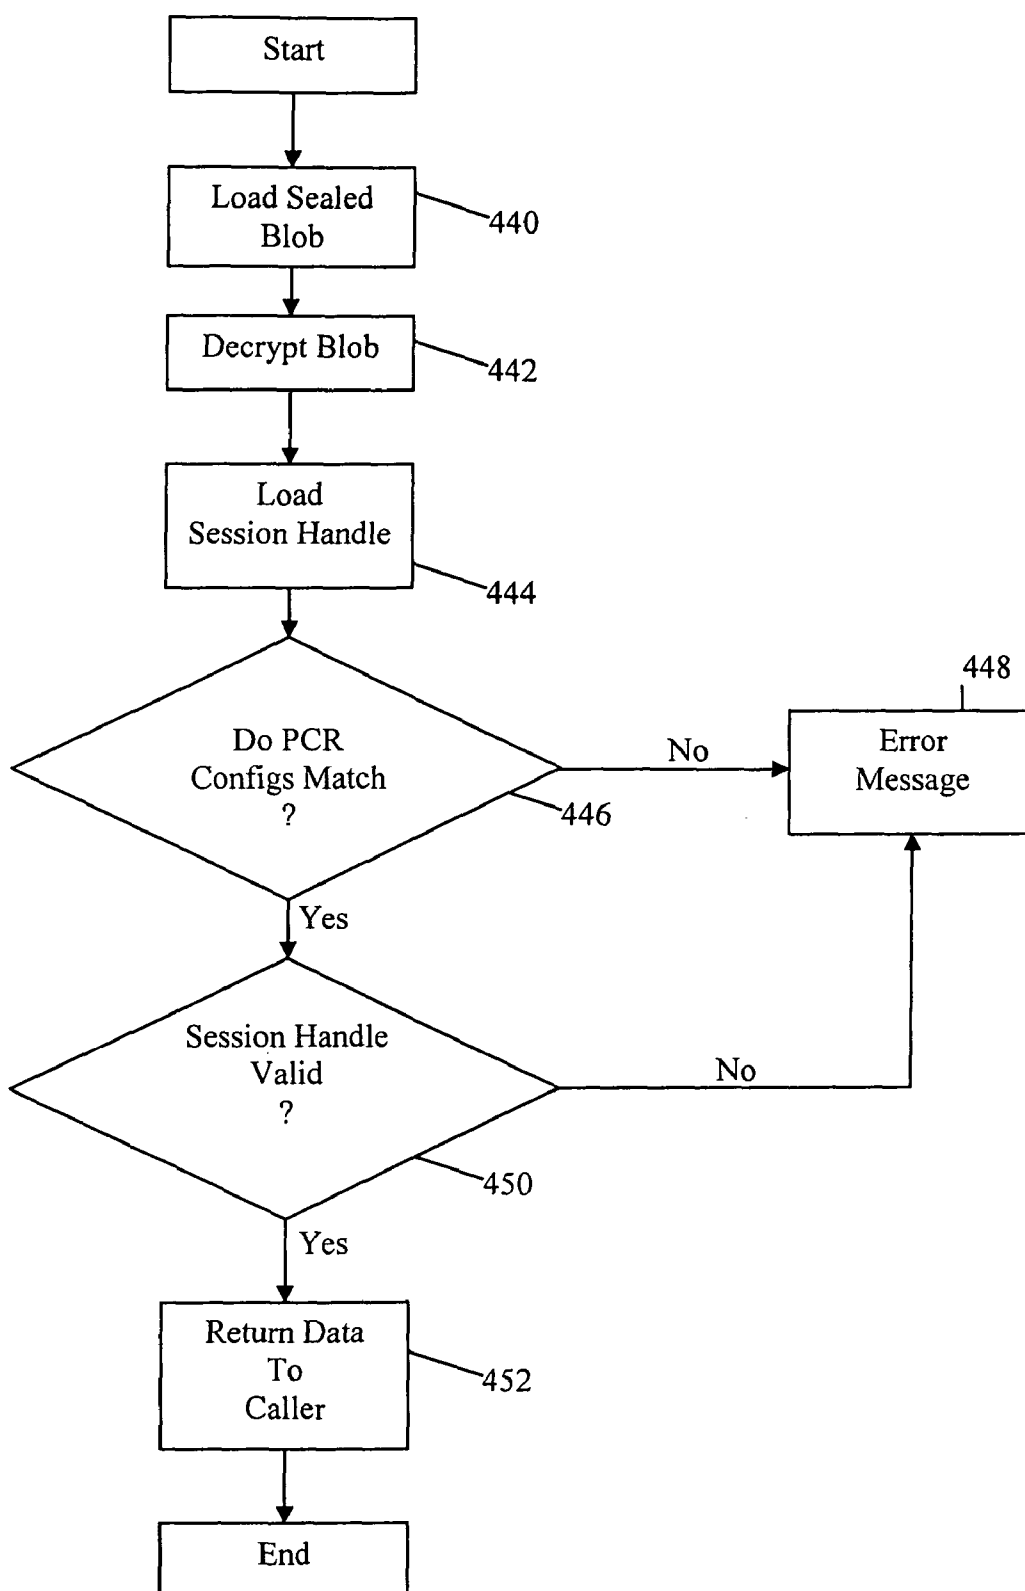 Start
Load Sealed
Blob
440
Decrypt Blob
442
Load
Session Handle
444
448
Error
Message
Do PCR
Configs Match
?
No
446
Yes
Session Handle
Valid
?
No
450
Yes
Return Data
To
Caller
452
End